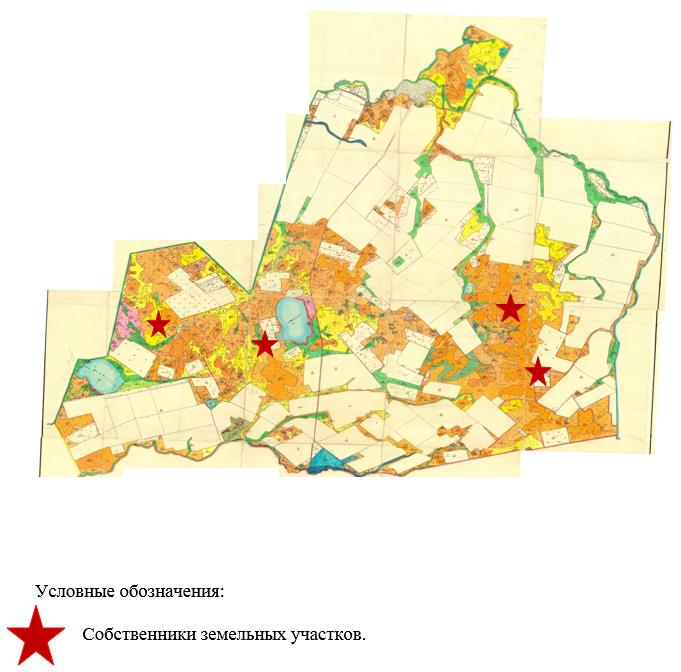 Условные обозначения:
Собственники земельных участков.